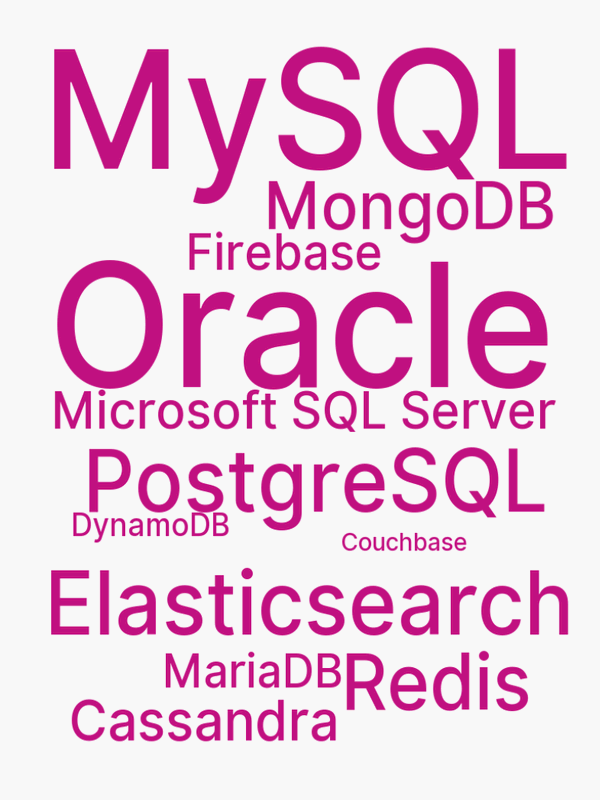 MySQL
MongoDB
Firebase
Oracle
Microsoft SQL Server
PostgreSQL
DynamoDB
Couchbase
Elasticsearch
MariaDB
Redis
Cassandra